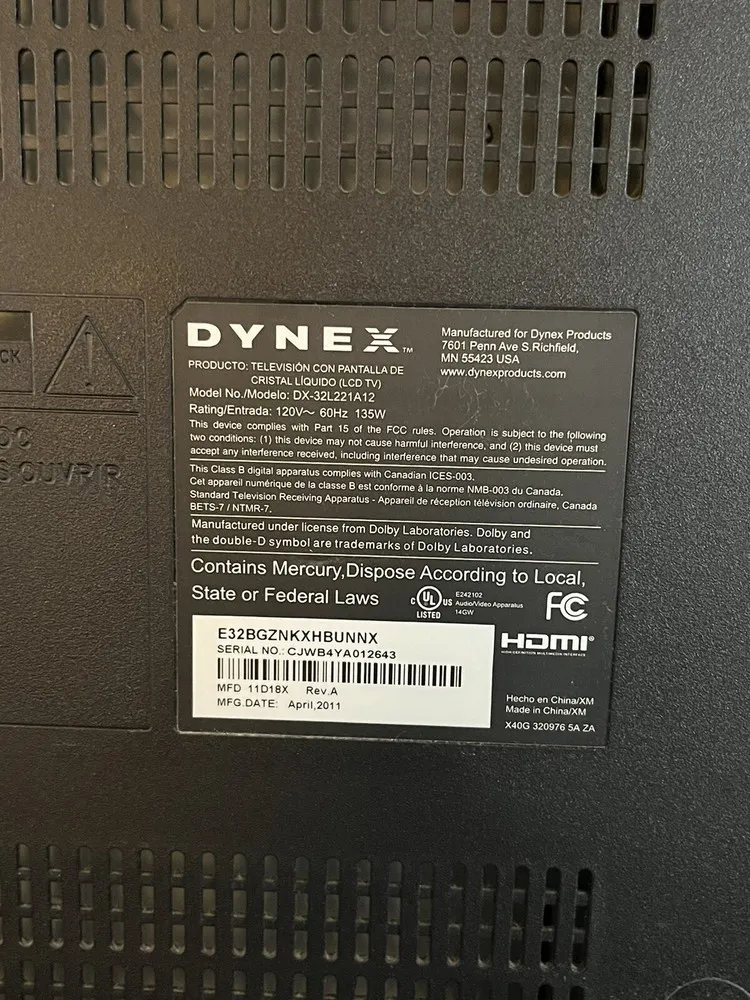 DYNEX™
Manufactured for Dynex Products
7601 Penn Ave S.Richfield,
MN 55423 USA
www.dynexproducts.com
PRODUCTO: TELEVISIÓN CON PANTALLA DE
CRISTAL LÍQUIDO (LCD TV)
Model No./Modelo: DX-32L221A12
Rating/Entrada: 120V～ 60Hz 135W
This device complies with Part 15 of the FCC rules. Operation is subject to the following
two conditions: (1) this device may not cause harmful interference, and (2) this device must
accept any interference received, including interference that may cause undesired operation.
This Class B digital apparatus complies with Canadian ICES-003.
Cet appareil numérique de la classe B est conforme à la norme NMB-003 du Canada.
Standard Television Receiving Apparatus - Appareil de réception télévision ordinaire, Canada
BETS-7 / NTMR-7.
Manufactured under license from Dolby Laboratories. Dolby and
the double-D symbol are trademarks of Dolby Laboratories.
Contains Mercury,Dispose According to Local,
State or Federal Laws
c UL US
LISTED
E242102
Audio/Video Apparatus
14GW
FC
E32BGZNKXHBUNNX
SERIAL NO.: CJWB4YA012643
MFD 11D18X Rev.A
MFG.DATE: April,2011
HDMI®
HIGH-DEFINITION MULTIMEDIA INTERFACE
Hecho en China/XM
Made in China/XM
X40G 320976 5A ZA
CK
OC
S OUVRIR